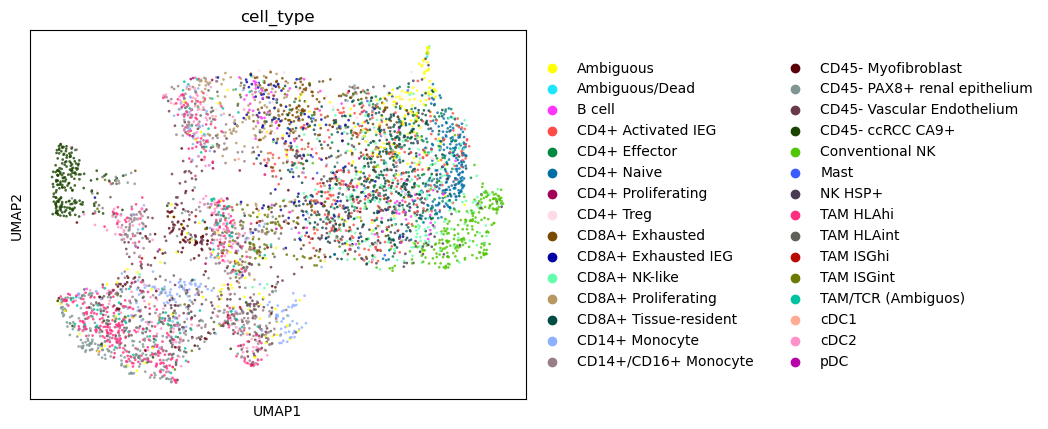 cell_type
UMAP2
UMAP1
Ambiguous
Ambiguous/Dead
B cell
CD4+ Activated IEG
CD4+ Effector
CD4+ Naive
CD4+ Proliferating
CD4+ Treg
CD8A+ Exhausted
CD8A+ Exhausted IEG
CD8A+ NK-like
CD8A+ Proliferating
CD8A+ Tissue-resident
CD14+ Monocyte
CD14+/CD16+ Monocyte
CD45- Myofibroblast
CD45- PAX8+ renal epithelium
CD45- Vascular Endothelium
CD45- ccRCC CA9+
Conventional NK
Mast
NK HSP+
TAM HLAhi
TAM HLAint
TAM ISGhi
TAM ISGint
TAM/TCR (Ambiguos)
cDC1
cDC2
pDC